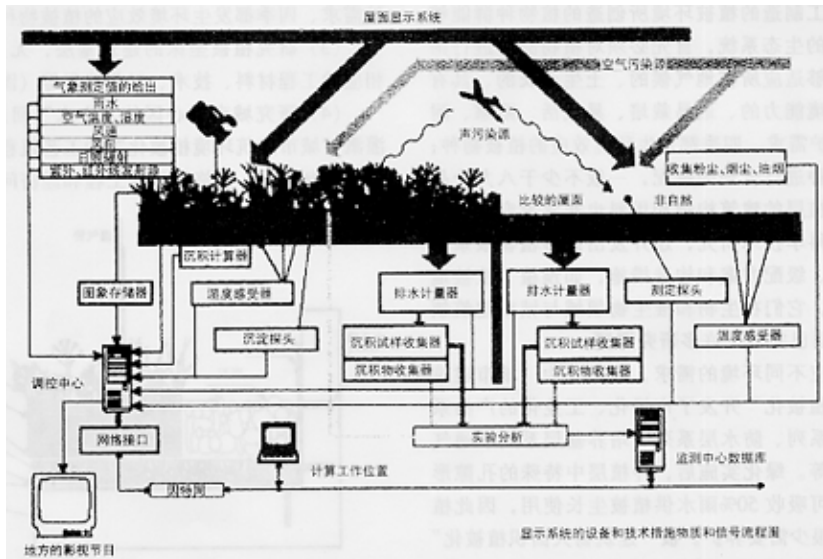 屋面显示系统
气象测定值的给出
雨水
空气温度、湿度
风速
风向
日照辐射
空气污染
声污染源
收集粉尘、烟尘、油烟
比较的屋面
非自然
沉积计算器
图象存储器
湿度感受器
沉淀探头
排水计量器
排水计量器
测定探头
沉积试样收集器
沉积物收集器
沉积试样收集器
沉积物收集器
温度感受器
调控中心
网络接口
实验分析
监测中心数据库
计算工作位置
因特网
地方的影视节目
显示系统的设备和技术措施物质和信号流程图